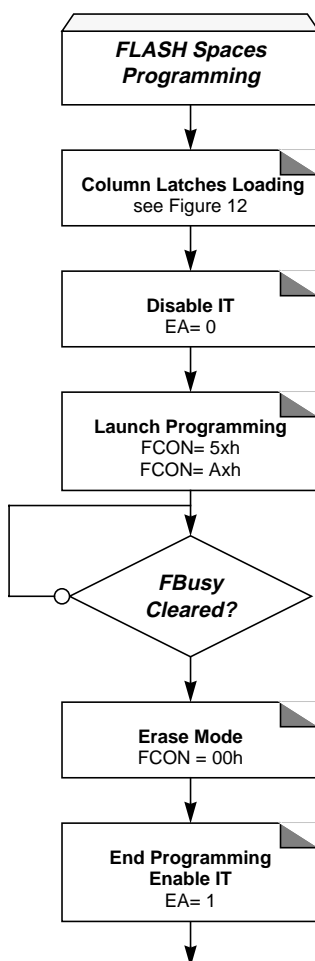 FLASH Spaces
Programming
Column Latches Loading
see Figure 12
Disable IT
EA= 0
Launch Programming
FCON= 5xh
FCON= Axh
FBusy
Cleared?
Erase Mode
FCON = 00h
End Programming
Enable IT
EA= 1